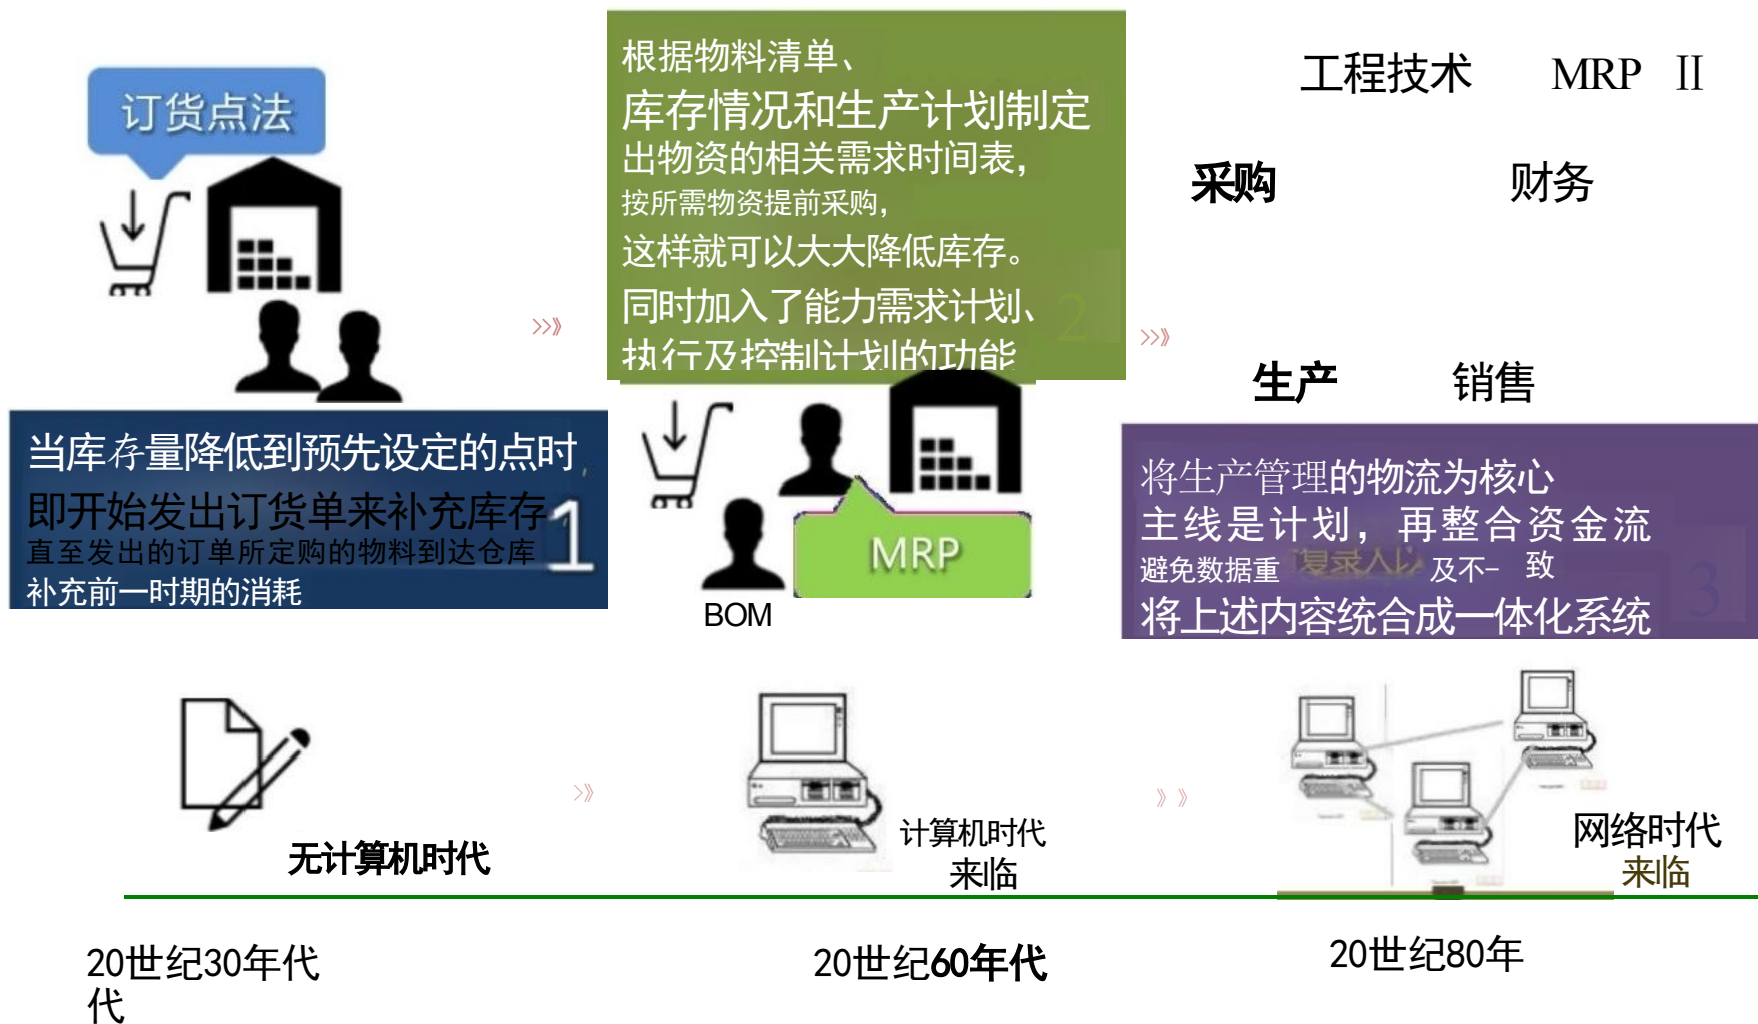 订货点法
当库存量降低到预先设定的点时,
即开始发出订货单来补充库存,
直至发出的订单所定购的物料到达仓库
补充前一时期的消耗
1
根据物料清单、
库存情况和生产计划制定
出物资的相关需求时间表,
按所需物资提前采购,
这样就可以大大降低库存。
同时加入了能力需求计划、
执行及控制计划的功能
2
MRP
BOM
工程技术 MRP Ⅱ
采购 财务
生产 销售
将生产管理的物流为核心
主线是计划, 再整合资金流
避免数据重复录入以及不一致
将上述内容统合成一体化系统
3
无计算机时代
计算机时代
来临
网络时代
来临
20世纪30年代
代
20世纪60年代
20世纪80年